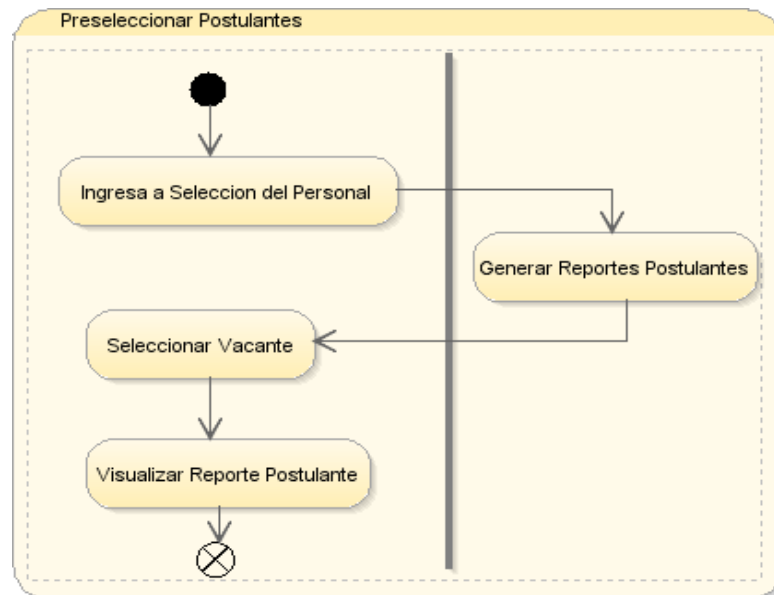 Preseleccionar Postulantes
Ingresa a Seleccion del Personal
Generar Reportes Postulantes
Seleccionar Vacante
Visualizar Reporte Postulante